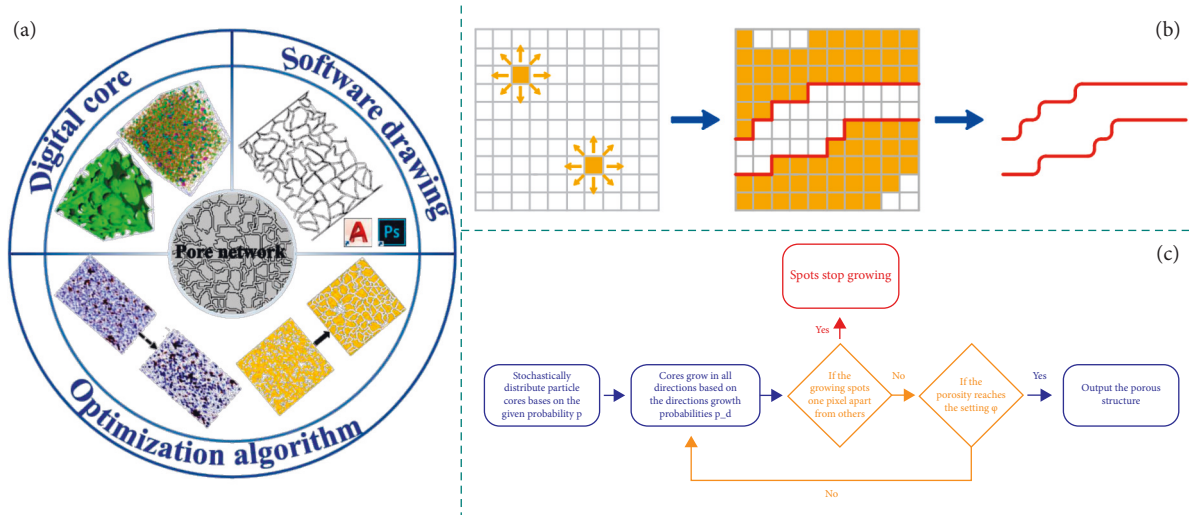 (a)
Digital core
Software drawing
Pore network
A
Ps
Optimization algorithm
(b)
(c)
Spots stop growing
Yes
Stochastically
distribute particle
cores bases on the
given probability p
Cores grow in all
directions based on
the directions growth
probabilities p_d
If the
growing spots
one pixel apart
from others
No
If the
porosity reaches
the setting φ
Yes
Output the porous
structure
No